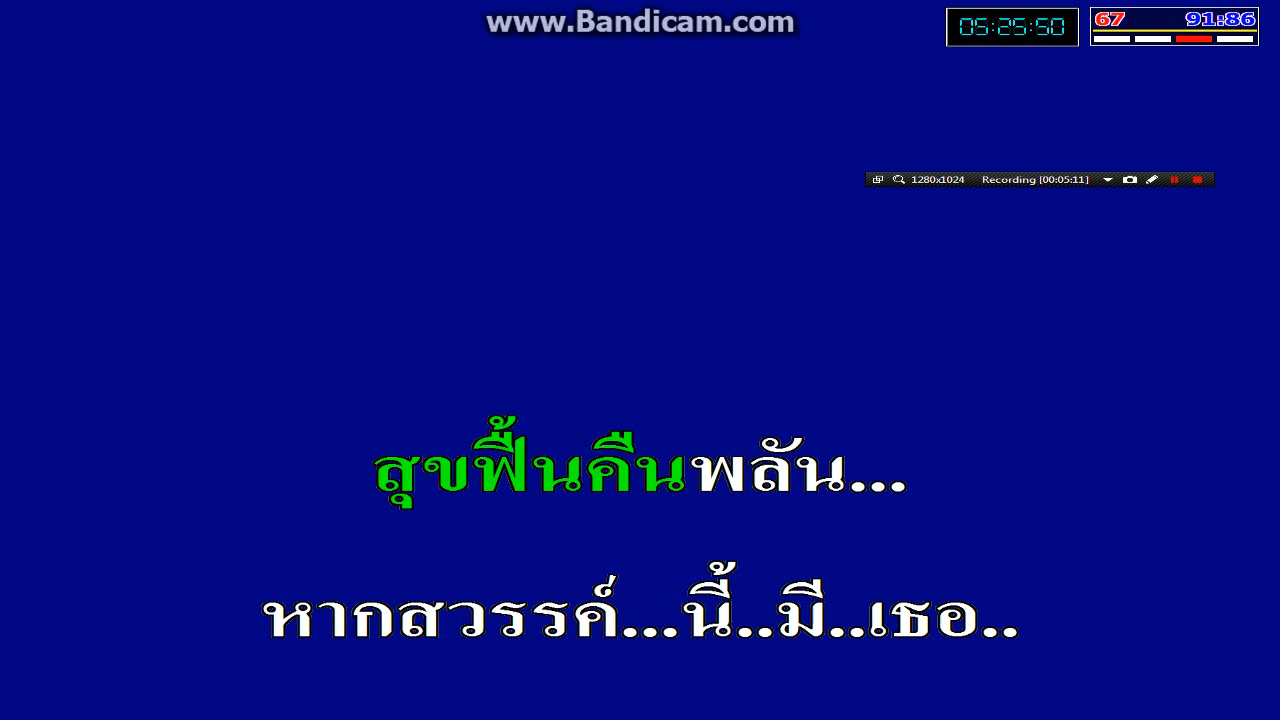 www.Bandicam.com
05:25:50
67 91:86
1280x1024 Recording [00:05:11]
สุขฟื้นคืนพลัน...
หากสวรรค์...นี้..มี..เธอ..